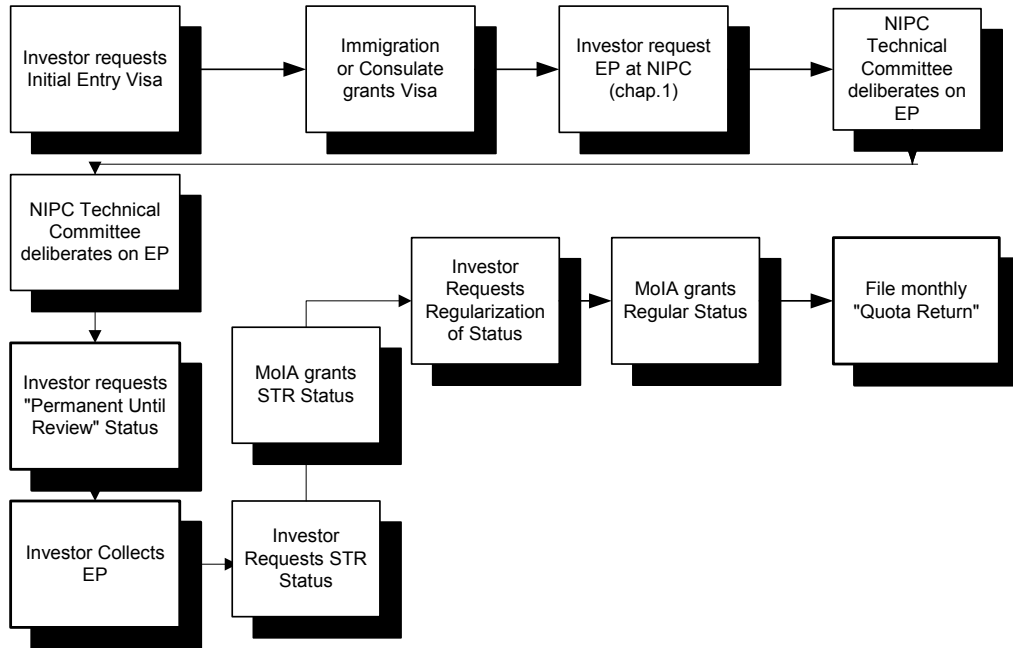 Investor requests
Initial Entry Visa
Immigration
or Consulate
grants Visa
Investor request
EP at NIPC
(chap.1)
NIPC
Technical
Committee
deliberates on
EP
NIPC Technical
Committee
deliberates on EP
Investor requests
"Permanent Until
Review" Status
Investor Collects
EP
Investor
Requests STR
Status
MoIA grants
STR Status
Investor
Requests
Regularization
of Status
MoIA grants
Regular Status
File monthly
"Quota Return"